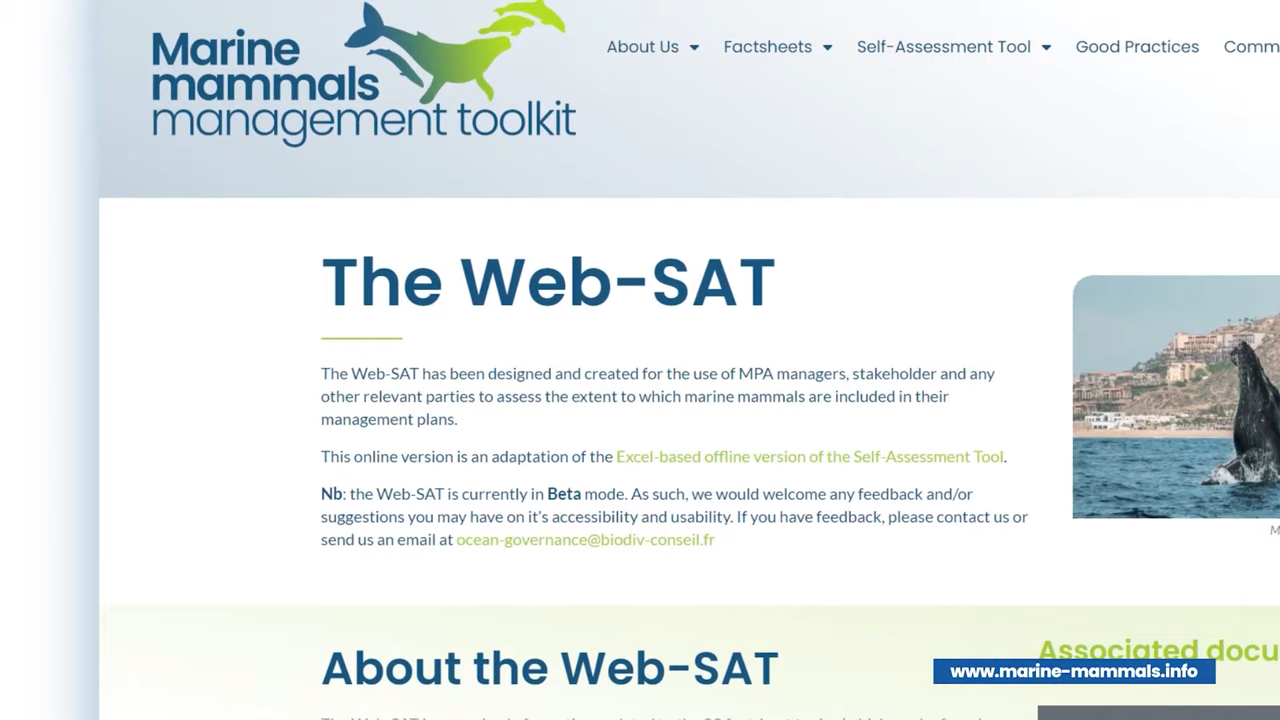 Marine
mammals
management toolkit
About Us
Factsheets
Self-Assessment Tool
Good Practices
The Web-SAT
The Web-SAT has been designed and created for the use of MPA managers, stakeholder and any
other relevant parties to assess the extent to which marine mammals are included in their
management plans.
This online version is an adaptation of the Excel-based offline version of the Self-Assessment Tool.
Nb: the Web-SAT is currently in Beta mode. As such, we would welcome any feedback and/or
suggestions you may have on it's accessibility and usability. If you have feedback, please contact us or
send us an email at ocean-governance@biodiv-conseil.fr
About the Web-SAT
Associated
www.marine-mammals.info